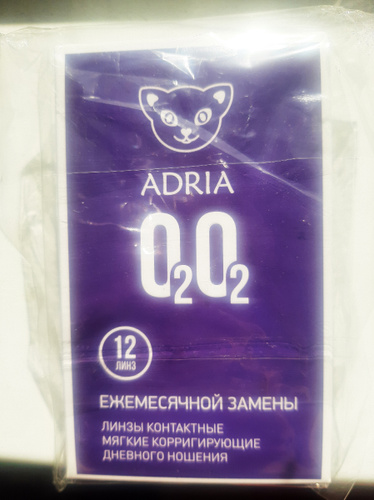 ADRIA
O2O2
12
ЛИНЗ
ЕЖЕМЕСЯЧНОЙ ЗАМЕНЫ
ЛИНЗЫ КОНТАКТНЫЕ
МЯГКИЕ КОРРИГИРУЮЩИЕ
ДНЕВНОГО НОШЕНИЯ